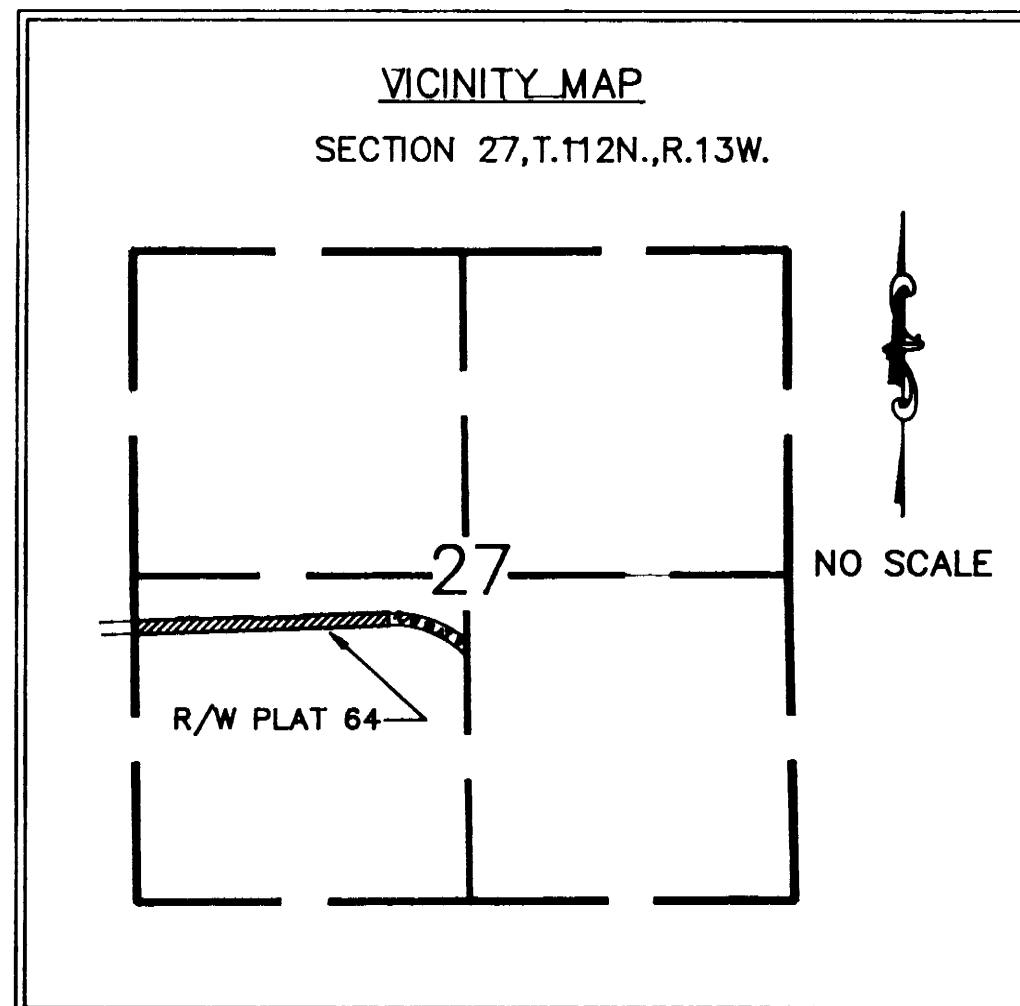 VICINITY MAP
SECTION 27,T.112N.,R.13W.
27
NO SCALE
R/W PLAT 64